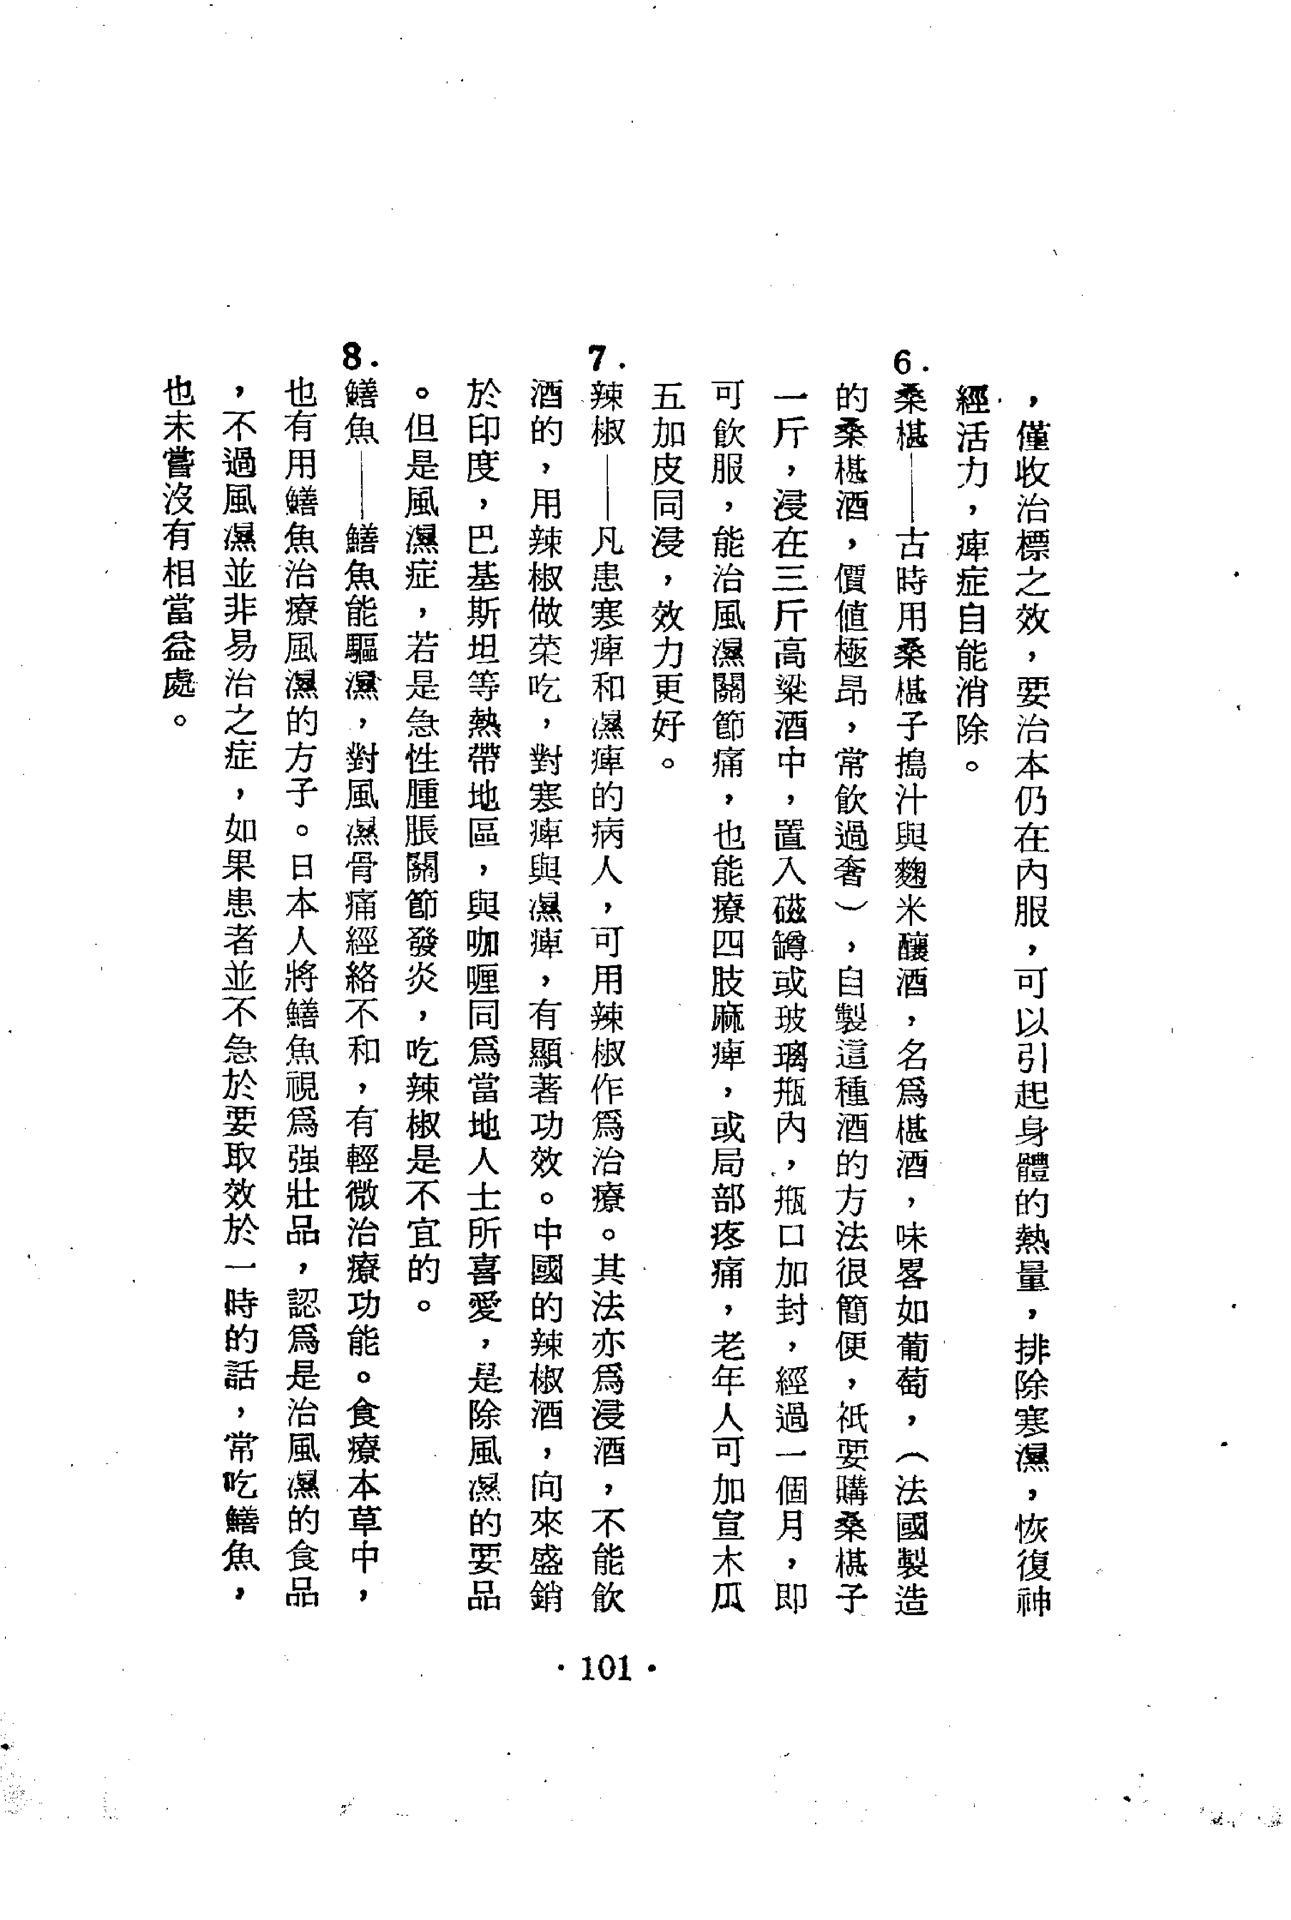 ，僅收治標之效，要治本仍在內服，可以引起身體的熱量，排除寒濕，恢復神
經活力，痺症自能消除。
6.桑椹——古時用桑椹子搗汁與麴米釀酒，名爲椹酒，味畧如葡萄，（法國製造
的桑椹酒，價值極昂，常飲過奢），自製這種酒的方法很簡便，祇要購桑椹子
一斤，浸在三斤高粱酒中，置入磁罇或玻璃瓶內，瓶口加封，經過一個月，即
可飲服，能治風濕關節痛，也能療四肢麻痺，或局部疼痛，老年人可加宣木瓜
五加皮同浸，效力更好。
7.辣椒——凡患寒痺和濕痺的病人，可用辣椒作爲治療。其法亦爲浸酒，不能飲
酒的，用辣椒做菜吃，對寒痺與濕痺，有顯著功效。中國的辣椒酒，向來盛銷
於印度，巴基斯坦等熱帶地區，與咖喱同爲當地人士所喜愛，是除風濕的要品
。但是風濕症，若是急性腫脹關節發炎，吃辣椒是不宜的。
8.鱔魚——鱔魚能驅濕，對風濕骨痛經絡不和，有輕微治療功能。食療本草中，
也有用鱔魚治療風濕的方子。日本人將鱔魚視爲强壯品，認爲是治風濕的食品
，不過風濕並非易治之症，如果患者並不急於要取效於一時的話，常吃鱔魚，
也未嘗沒有相當益處。
·101·